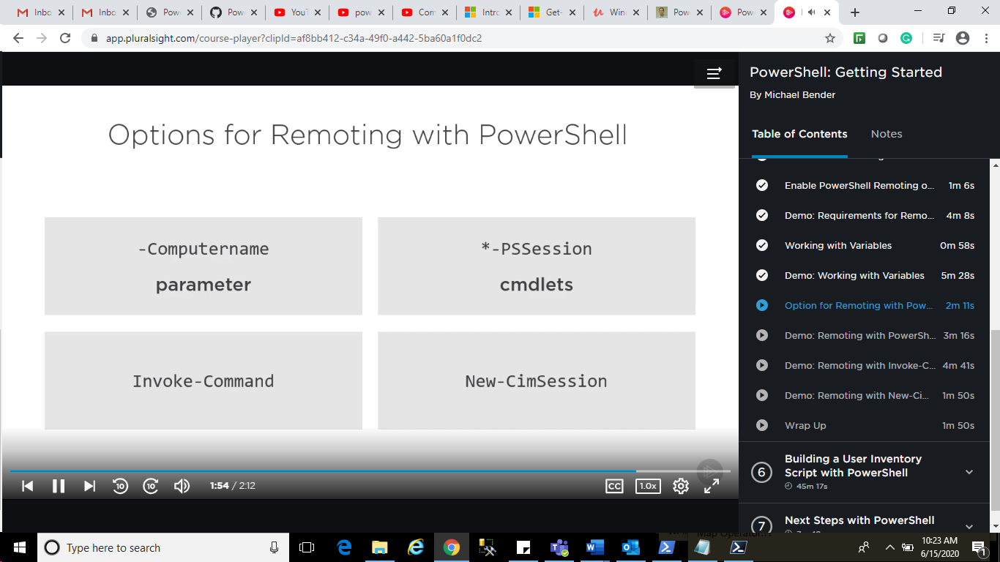 Inbo
Inbo
Pow
Pow
YouT
pow
Com
Intro
Get-
Win
Pow
Pow
app.pluralsight.com/course-player?clipId=af8bb412-c34a-49f0-a442-5ba60a1f0dc2
Options for Remoting with PowerShell
-Computername
parameter
*-PSSession
cmdlets
Invoke-Command
New-CimSession
10
10
1:54 / 2:12
CC
1.0x
PowerShell: Getting Started
By Michael Bender
Table of Contents
Notes
Enable PowerShell Remoting o... 1m 6s
Demo: Requirements for Remo... 4m 8s
Working with Variables 0m 58s
Demo: Working with Variables 5m 28s
Option for Remoting with Pow... 2m 11s
Demo: Remoting with PowerSh... 3m 16s
Demo: Remoting with Invoke-C... 4m 41s
Demo: Remoting with New-Ci... 1m 50s
Wrap Up 1m 50s
6
Building a User Inventory
Script with PowerShell
45m 17s
7
Next Steps with PowerShell
Type here to search
10:23 AM
6/15/2020
1